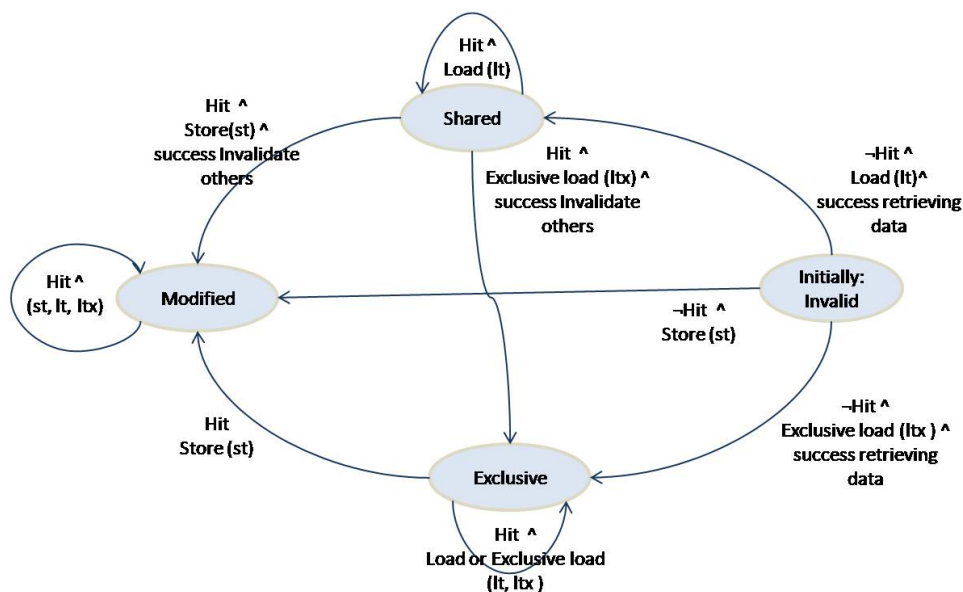 Hit ^
Load (lt)
Shared
Hit ^
Store(st) ^
success Invalidate
others
Hit ^
Exclusive load (ltx) ^
success Invalidate
others
¬Hit ^
Load (lt)^
success retrieving
data
Hit ^
(st, lt, ltx)
Modified
Initially:
Invalid
¬Hit ^
Store (st)
Hit
Store (st)
¬Hit ^
Exclusive load (ltx ) ^
success retrieving
data
Exclusive
Hit ^
Load or Exclusive load
(lt, ltx )